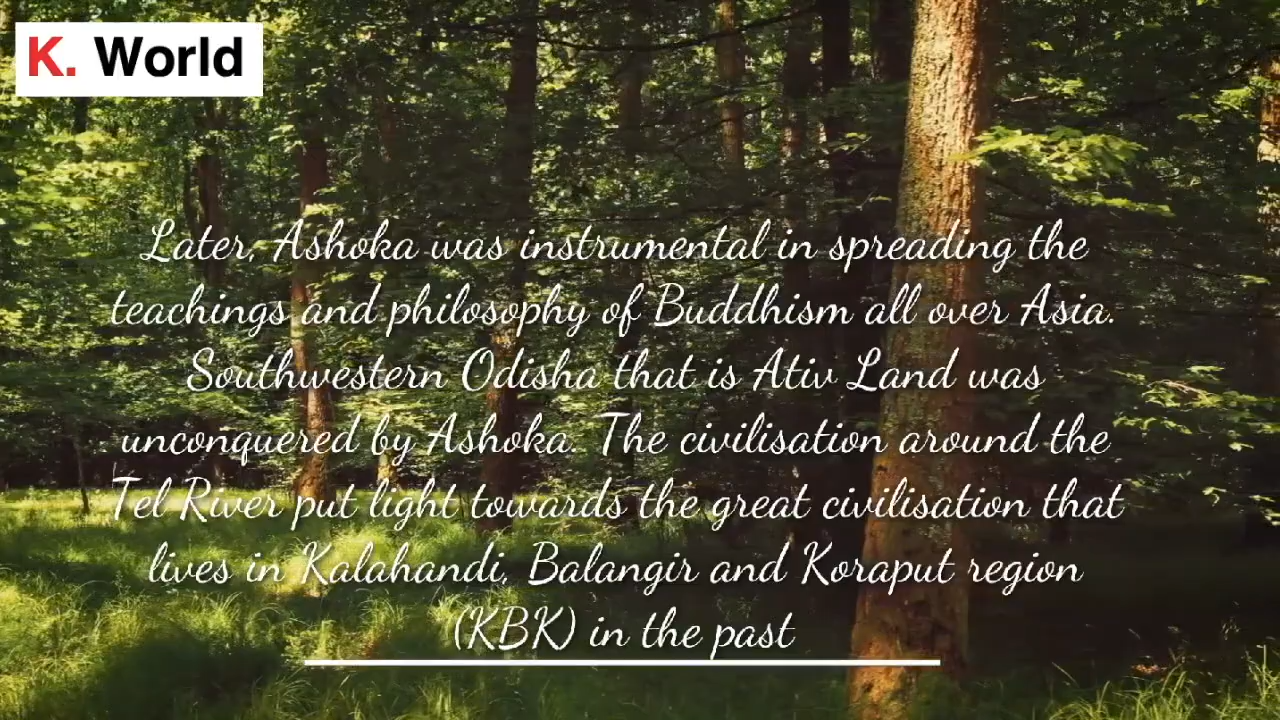 K. World
Later, Ashoka was instrumental in spreading the
teachings and philosophy of Buddhism all over Asia.
Southwestern Odisha that is Ativ Land was
unconquered by Ashoka. The civilisation around the
Tel River put light towards the great civilisation that
lives in Kalahandi, Balangir and Koraput region
(KBK) in the past